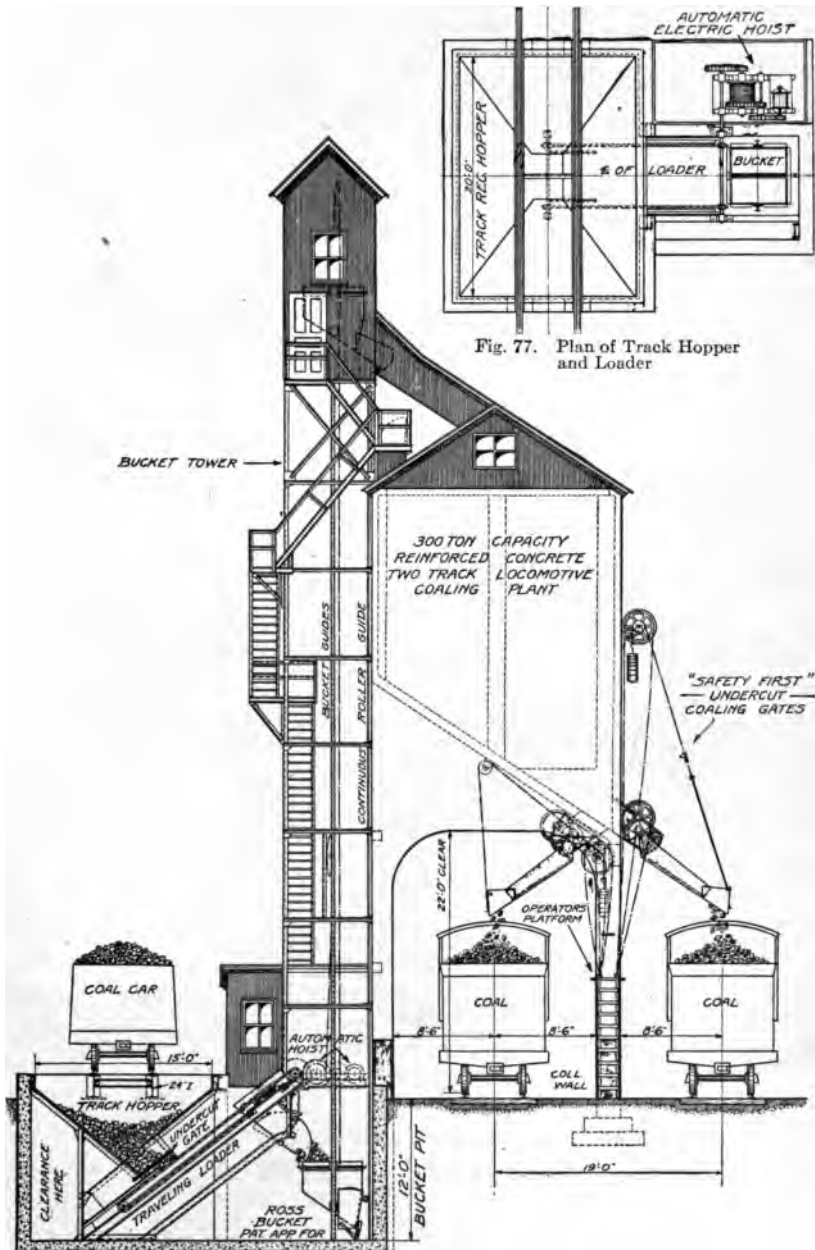 AUTOMATIC
ELECTRIC HOIST
20'-0"
TRACK REC. HOPPER
℄ OF LOADER
BUCKET
Fig. 77. Plan of Track Hopper
and Loader
BUCKET TOWER
300 TON CAPACITY
REINFORCED CONCRETE
TWO TRACK LOCOMOTIVE
COALING PLANT
BUCKET GUIDES
CONTINUOUS ROLLER GUIDE
"SAFETY FIRST"
UNDERCUT
COALING GATES
22'-0" CLEAR
OPERATORS
PLATFORM
COAL CAR
COAL
COAL
8'-6"
8'-6"
8'-6"
15'-0"
24" I
AUTOMATIC
HOIST
COLL.
WALL
TRACK HOPPER
UNDERCUT
GATE
CLEARANCE
HERE
TRAVELING LOADER
12'-0"
BUCKET PIT
19'-0"
ROSS
BUCKET
PAT. APP. FOR